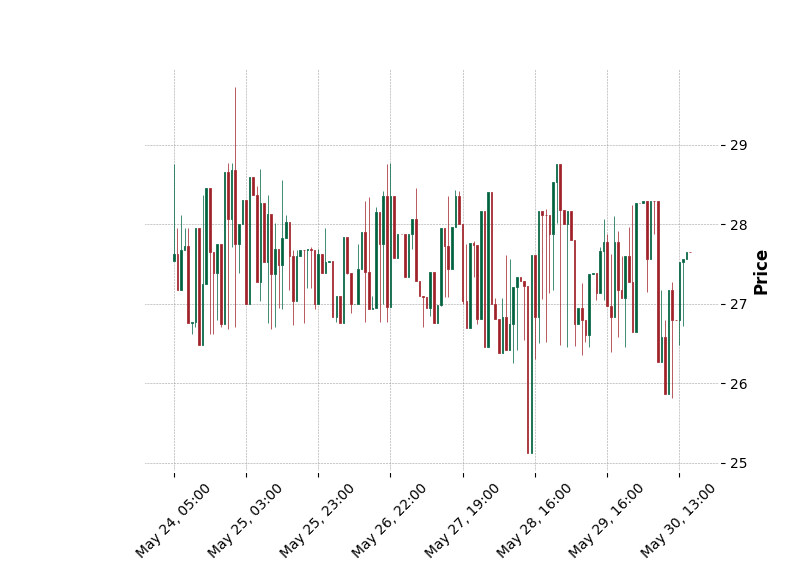 29
28
27
26
25
Price
May 24, 05:00
May 25, 03:00
May 25, 23:00
May 26, 22:00
May 27, 19:00
May 28, 16:00
May 29, 16:00
May 30, 13:00